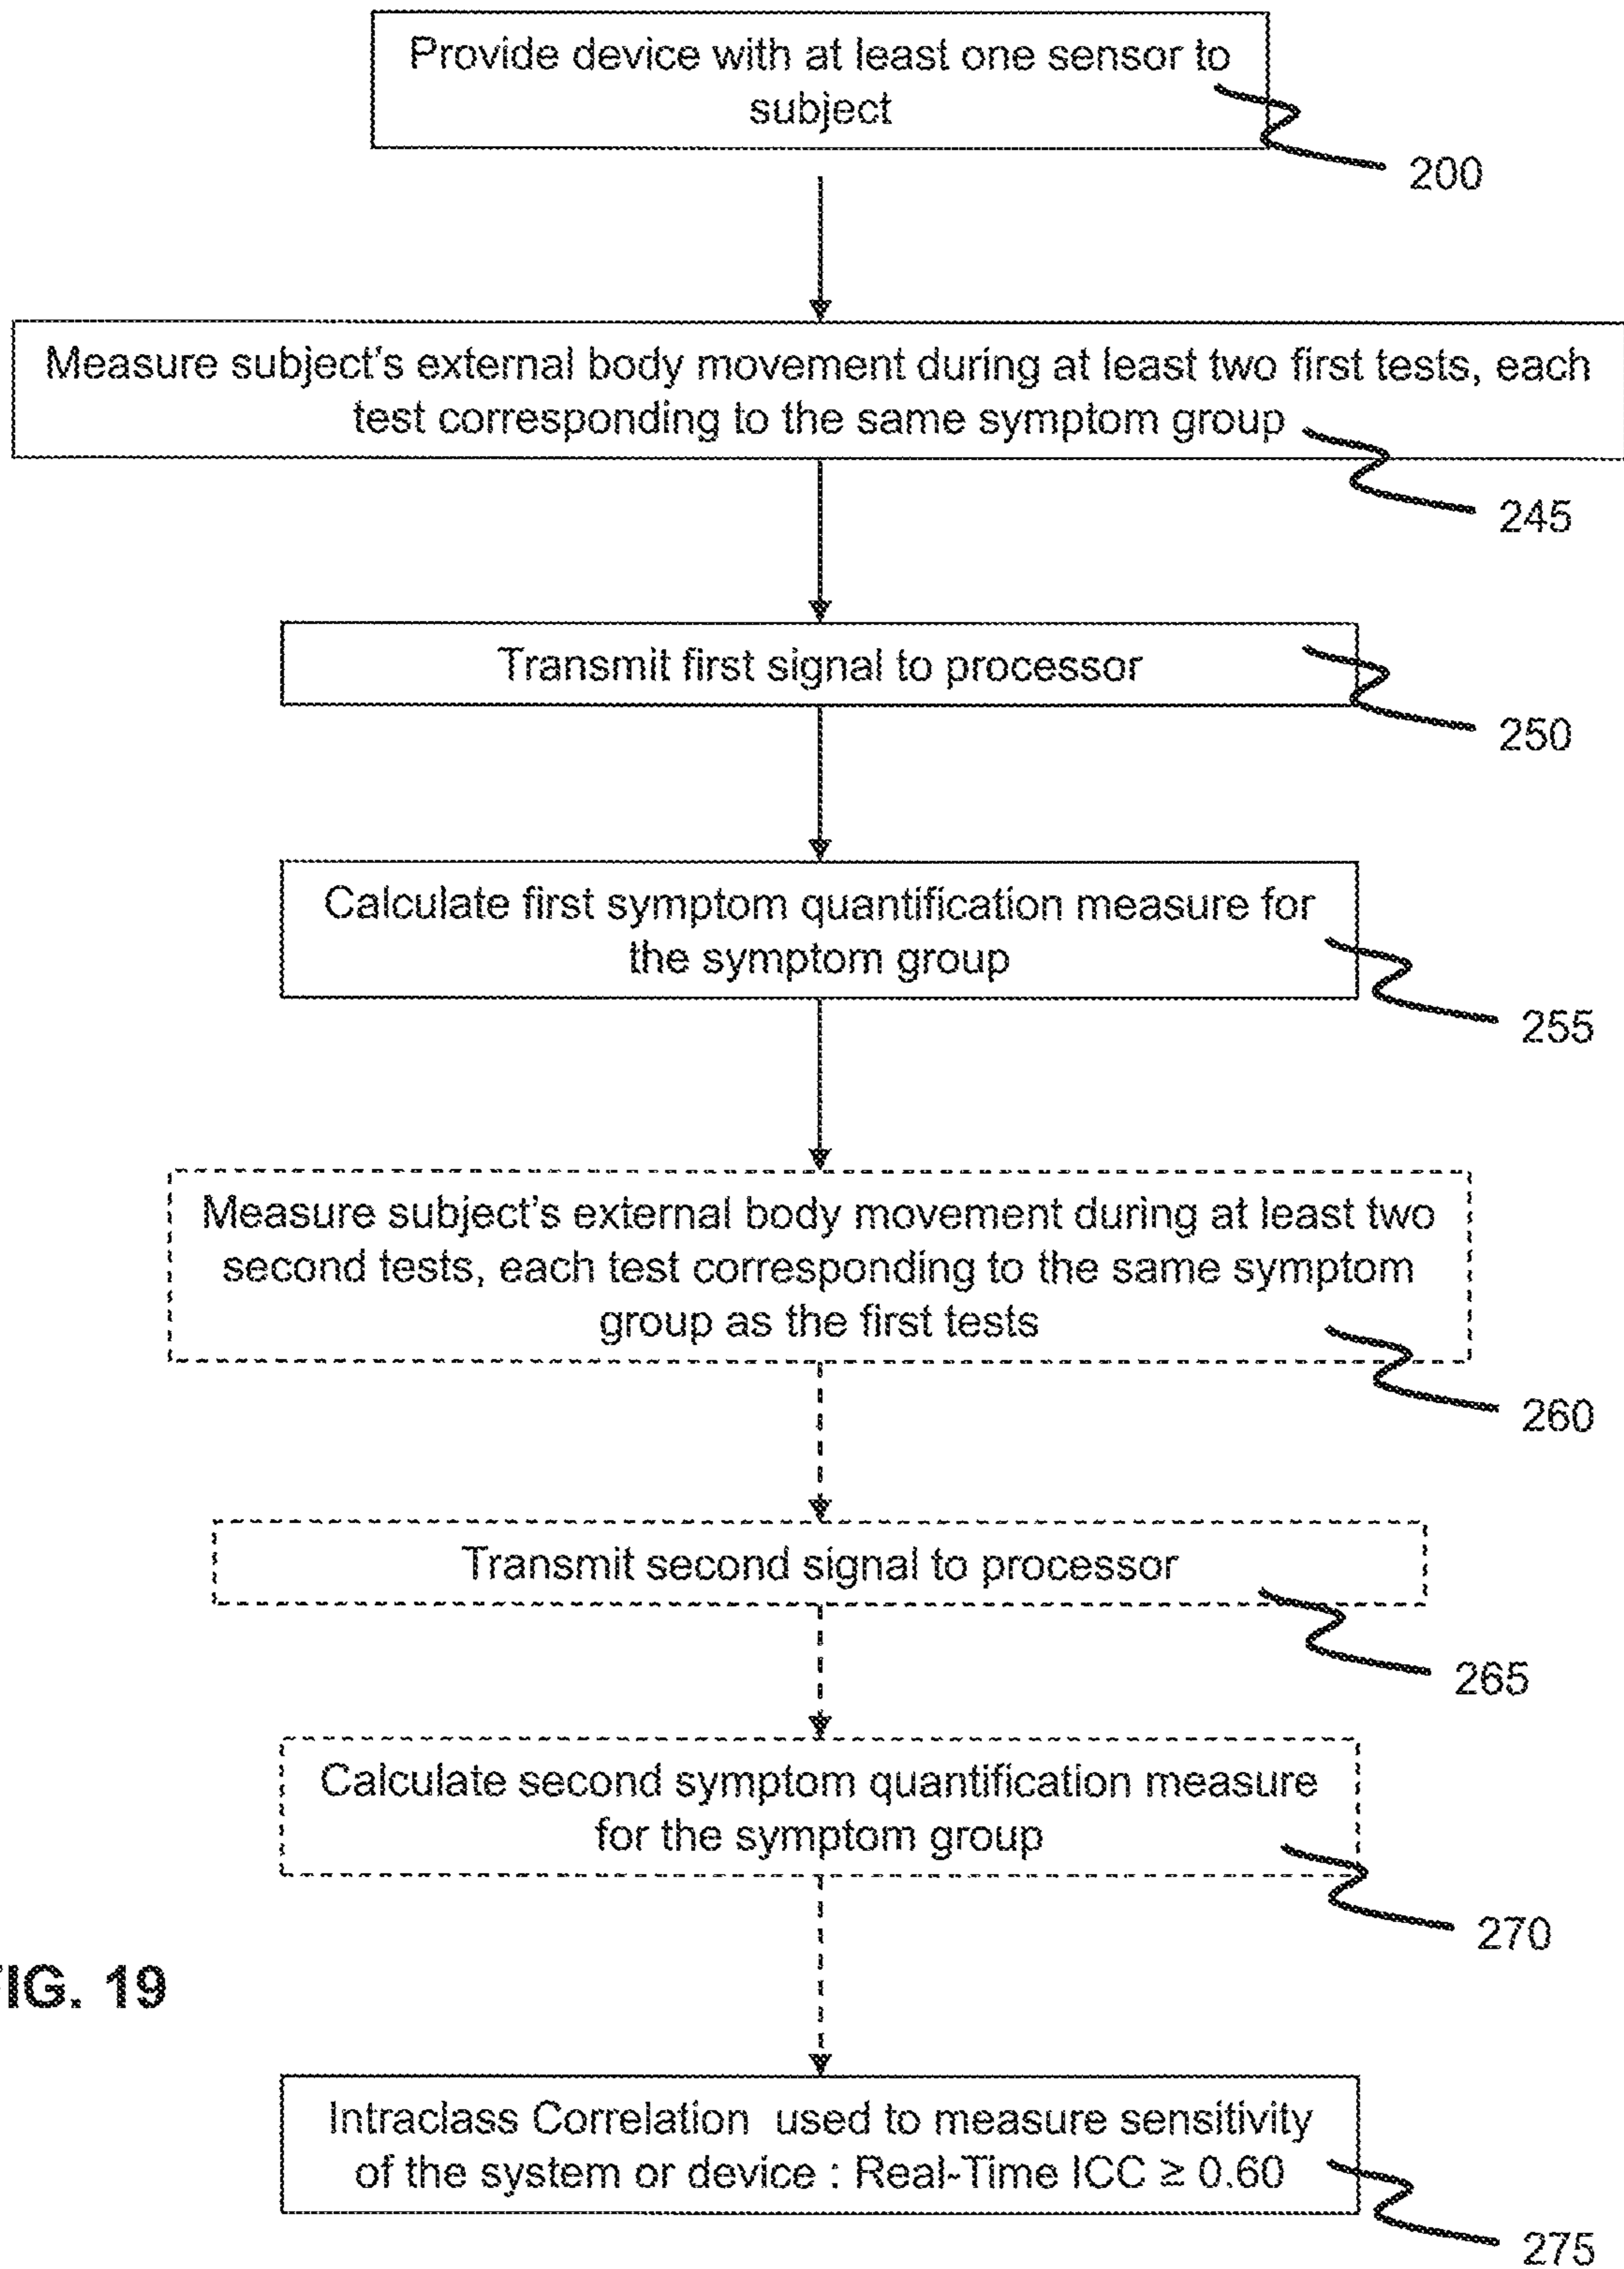 Provide device with at least one sensor to
subject
200
Measure subject's external body movement during at least two first tests, each
test corresponding to the same symptom group
245
Transmit first signal to processor
250
Calculate first symptom quantification measure for
the symptom group
255
Measure subject's external body movement during at least two
second tests, each test corresponding to the same symptom
group as the first tests
260
Transmit second signal to processor
265
Calculate second symptom quantification measure
for the symptom group
270
IG. 19
Intraclass Correlation used to measure sensitivity
of the system or device : Real-Time ICC ≥ 0.60
275